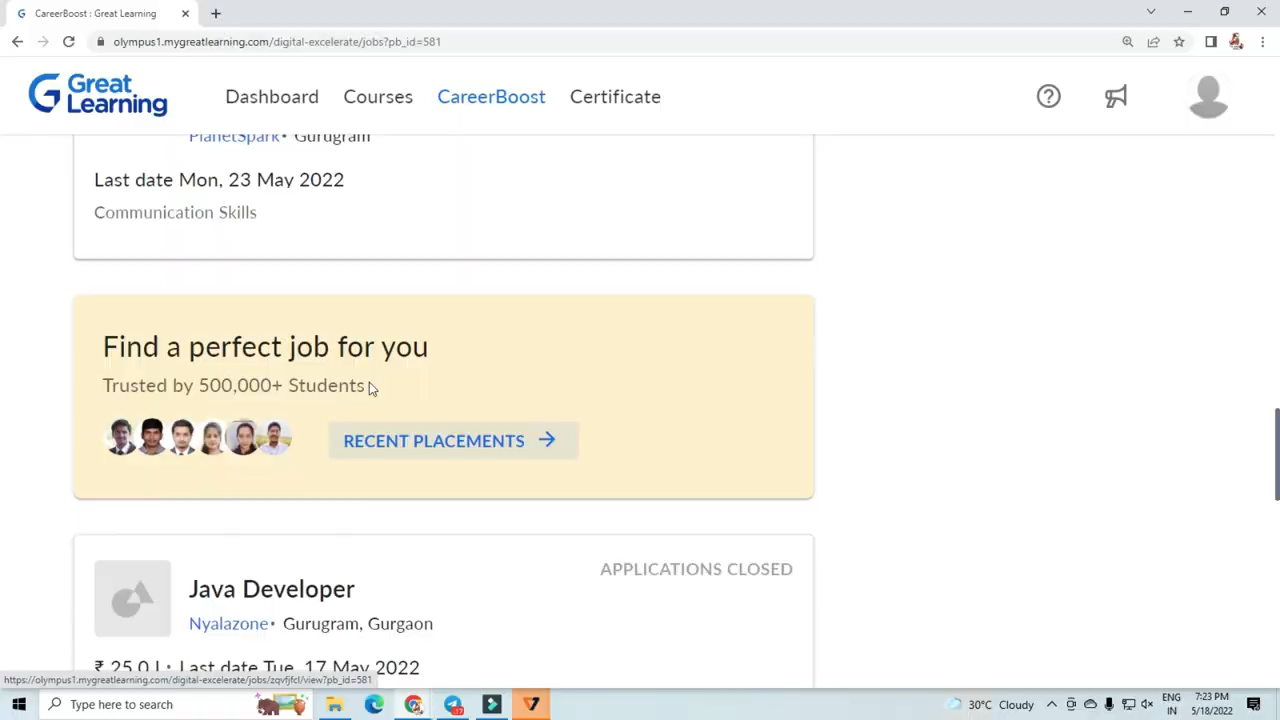 CareerBoost : Great Learning
olympus1.mygreatlearning.com/digital-excelerate/jobs?pb_id=581
Great Learning
Dashboard Courses CareerBoost Certificate
PlanetSpark• Gurugram
Last date Mon, 23 May 2022
Communication Skills
Find a perfect job for you
Trusted by 500,000+ Students
RECENT PLACEMENTS
APPLICATIONS CLOSED
Java Developer
Nyalazone• Gurugram, Gurgaon
₹ 25.0 L• Last date Tue, 17 May 2022
https://olympus1.mygreatlearning.com/digital-excelerate/jobs/zqvfjfcl/view?pb_id=581
Type here to search
30°C Cloudy
ENG
IN
7:23 PM
5/18/2022